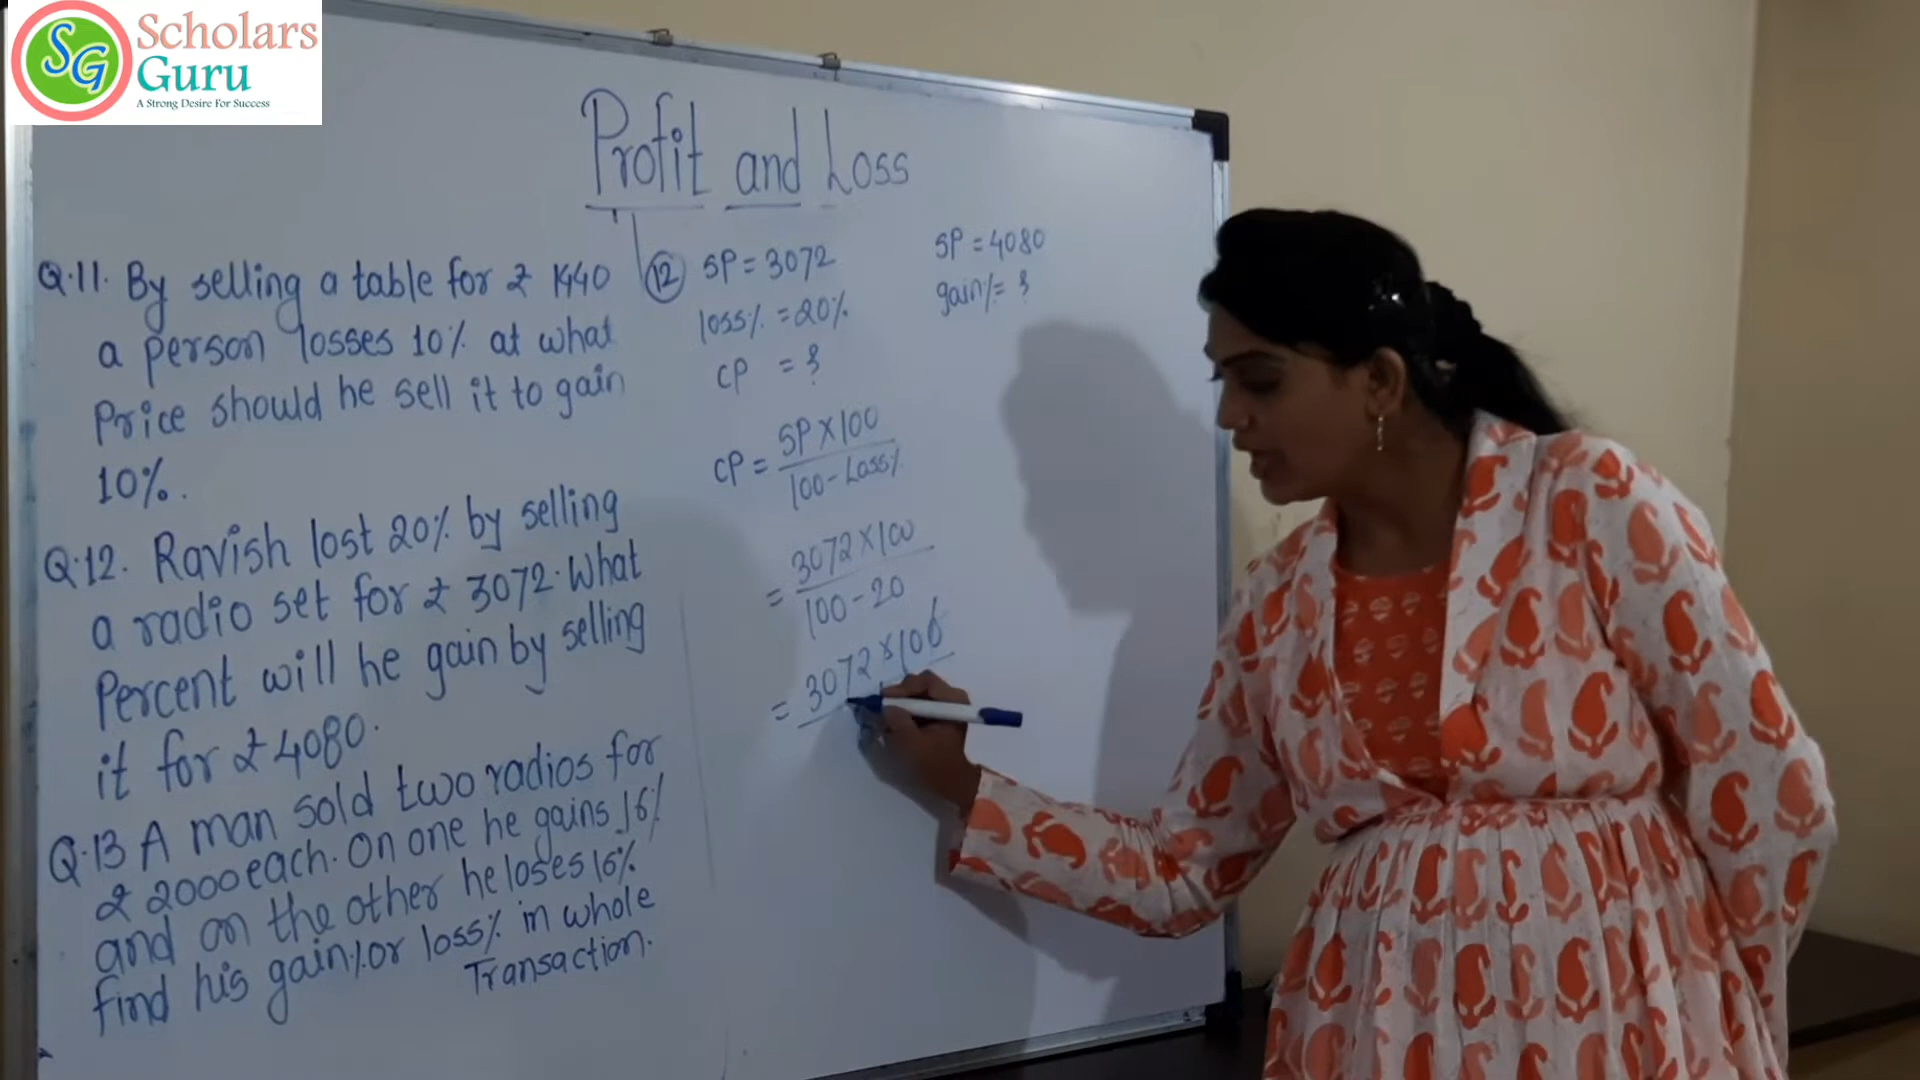 SG Scholars
Guru
A Strong Desire For Success
Profit and Loss
Q.11. By selling a table for ₹ 1440
a person losses 10% at what
Price should he sell it to gain
10%.
Q.12. Ravish lost 20% by selling
a radio set for ₹ 3072. What
Percent will he gain by selling
it for ₹ 4080.
Q.13 A man sold two radios for
₹ 2000 each. On one he gains 16%
and on the other he loses 16%
find his gain% or loss% in whole
Transaction.
12 SP = 3072
loss% = 20%
CP = ?
CP = SP X 100
100 - Loss%
= 3072 X 100
100 - 20
= 3072 X 100
SP = 4080
gain% = ?